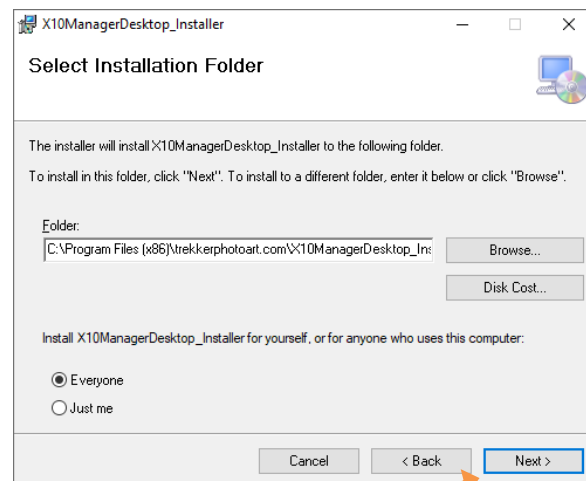 X10ManagerDesktop_Installer
Select Installation Folder
The installer will install X10ManagerDesktop_Installer to the following folder.
To install in this folder, click "Next". To install to a different folder, enter it below or click "Browse".
Folder:
C:\Program Files (x86)\trekkerphotoart.com\X10ManagerDesktop_Ins
Browse...
Disk Cost...
Install X10ManagerDesktop_Installer for yourself, or for anyone who uses this computer:
Everyone
Just me
Cancel
< Back
Next >